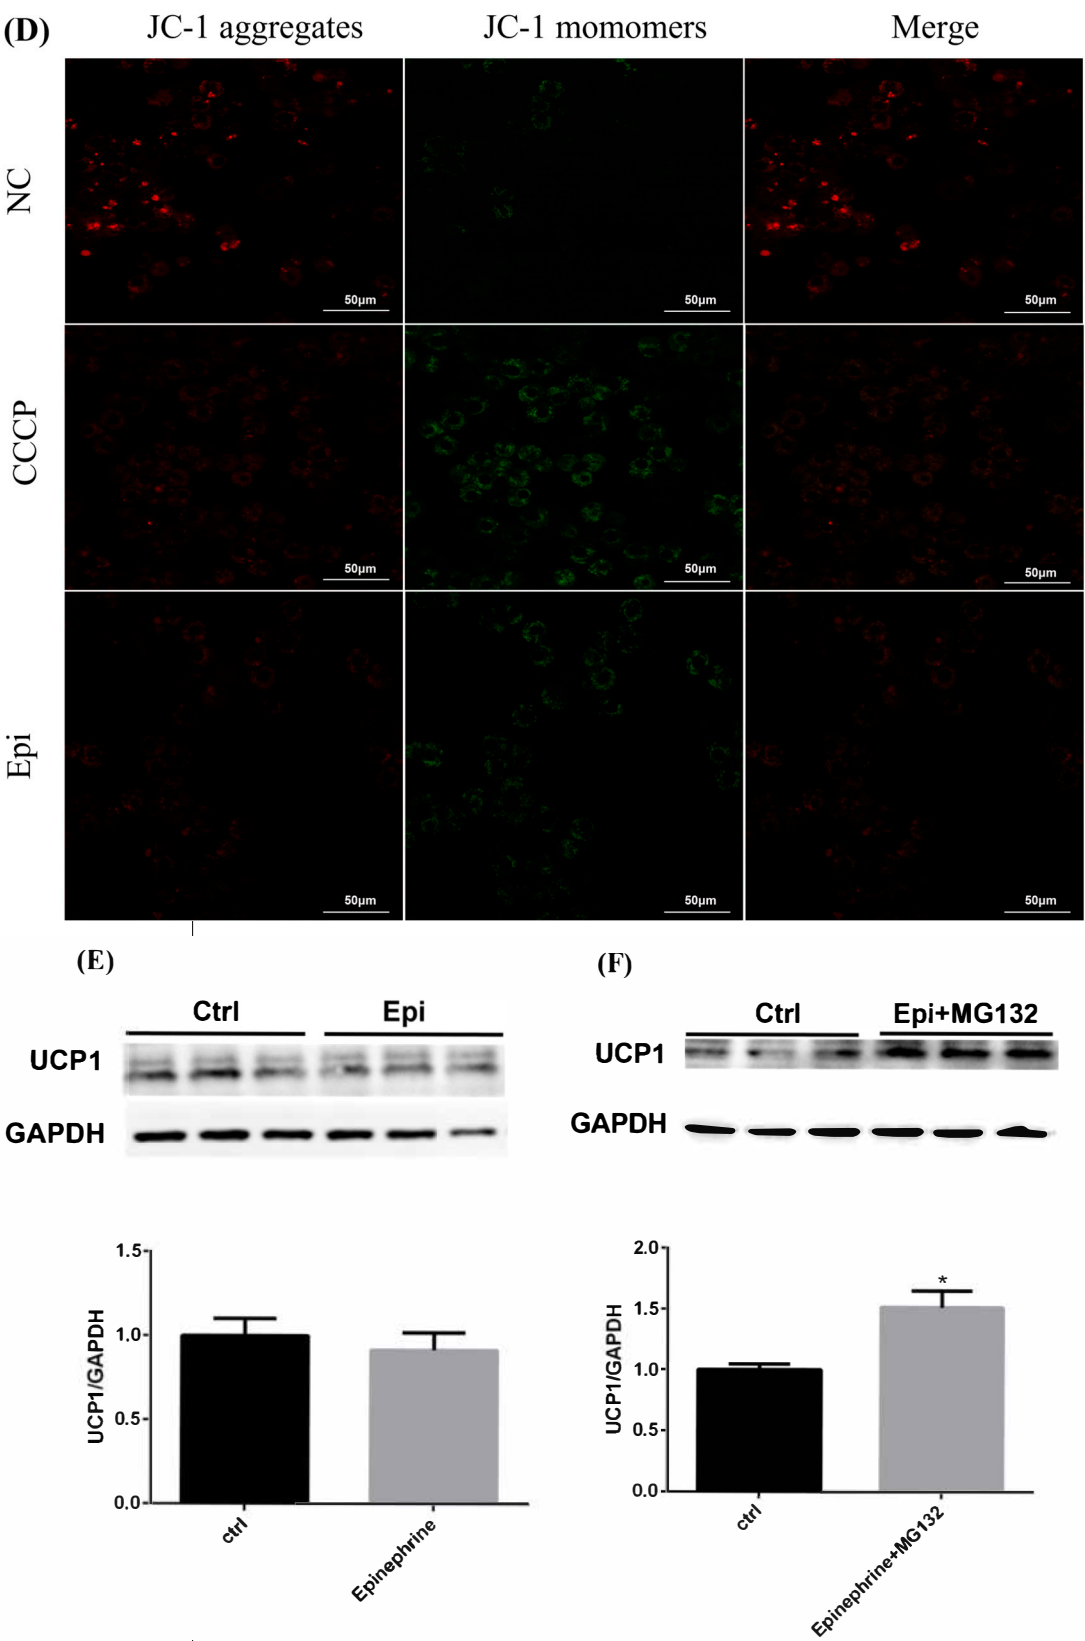 (D)
JC-1 aggregates
JC-1 momomers
Merge
NC
50μm
50μm
50μm
CCCP
50μm
50μm
50μm
Epi
50μm
50μm
50μm
(E)
Ctrl
Epi
UCP1
GAPDH
1.5
1.0
0.5
0.0
UCP1/GAPDH
ctrl
Epinephrine
(F)
Ctrl
Epi+MG132
UCP1
GAPDH
2.0
1.5
1.0
0.5
0.0
UCP1/GAPDH
*
ctrl
Epinephrine+MG132